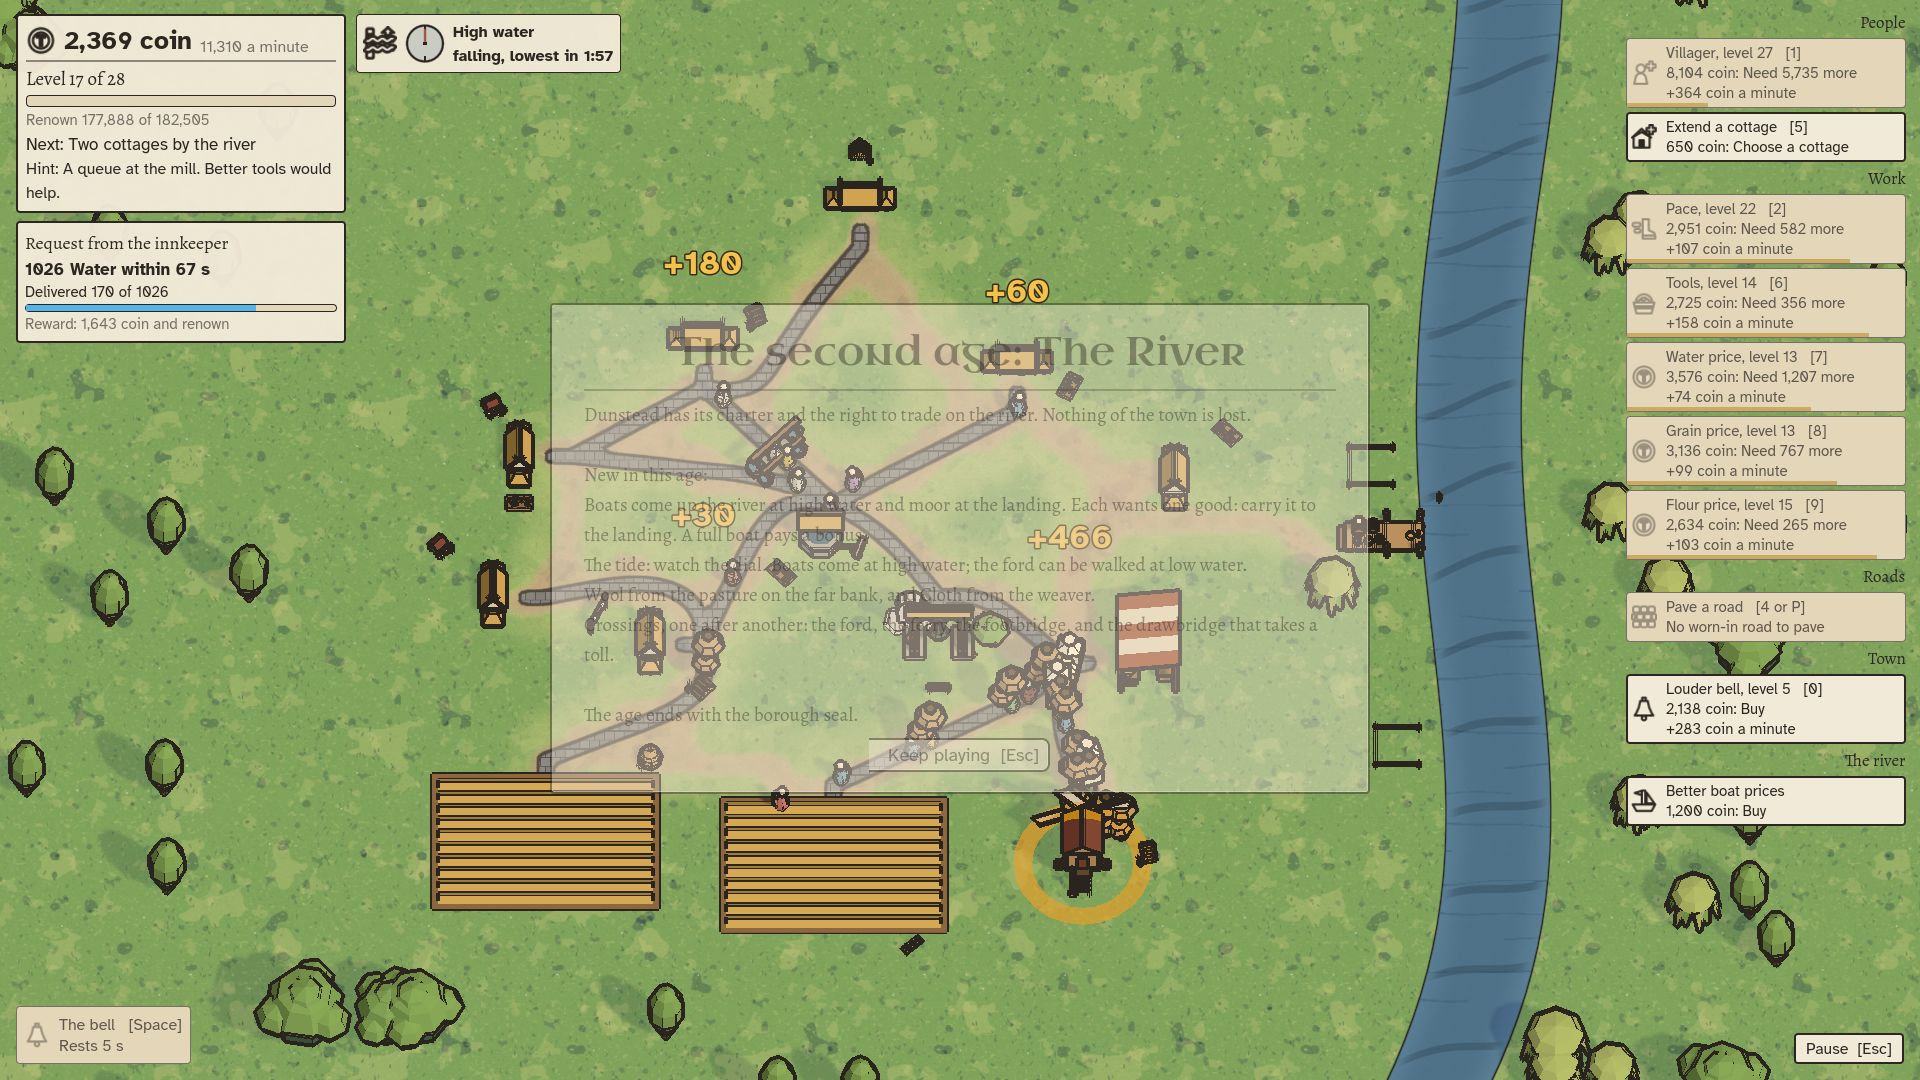 2,369 coin 11,310 a minute
Level 17 of 28
Renown 177,888 of 182,505
Next: Two cottages by the river
Hint: A queue at the mill. Better tools would
help.
Request from the innkeeper
1026 Water within 67 s
Delivered 170 of 1026
Reward: 1,643 coin and renown
High water
falling, lowest in 1:57
+180
+60
+30
+466
The second age: The River
Dunstead has its charter and the right to trade on the river. Nothing of the town is lost.
New in this age:
Boats come up the river at high water and moor at the landing. Each wants one good: carry it to
the landing. A full boat pays a bonus.
The tide: watch the dial. Boats come at high water; the ford can be walked at low water.
Wool from the pasture on the far bank, and Cloth from the weaver.
Crossings, one after another: the ford, the ferry, the footbridge, and the drawbridge that takes a
toll.
The age ends with the borough seal.
Keep playing [Esc]
People
Villager, level 27 [1]
8,104 coin: Need 5,735 more
+364 coin a minute
Extend a cottage [5]
650 coin: Choose a cottage
Work
Pace, level 22 [2]
2,951 coin: Need 582 more
+107 coin a minute
Tools, level 14 [6]
2,725 coin: Need 356 more
+158 coin a minute
Water price, level 13 [7]
3,576 coin: Need 1,207 more
+74 coin a minute
Grain price, level 13 [8]
3,136 coin: Need 767 more
+99 coin a minute
Flour price, level 15 [9]
2,634 coin: Need 265 more
+103 coin a minute
Roads
Pave a road [4 or P]
No worn-in road to pave
Town
Louder bell, level 5 [0]
2,138 coin: Buy
+283 coin a minute
The river
Better boat prices
1,200 coin: Buy
The bell [Space]
Rests 5 s
Pause [Esc]